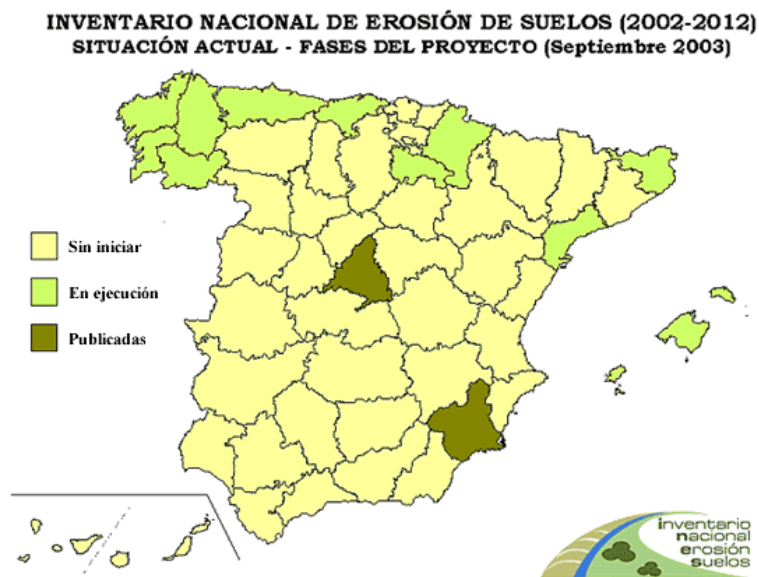 INVENTARIO NACIONAL DE EROSIÓN DE SUELOS (2002-2012)
SITUACIÓN ACTUAL - FASES DEL PROYECTO (Septiembre 2003)
Sin iniciar
En ejecución
Publicadas
inventario
nacional
erosión
suelos